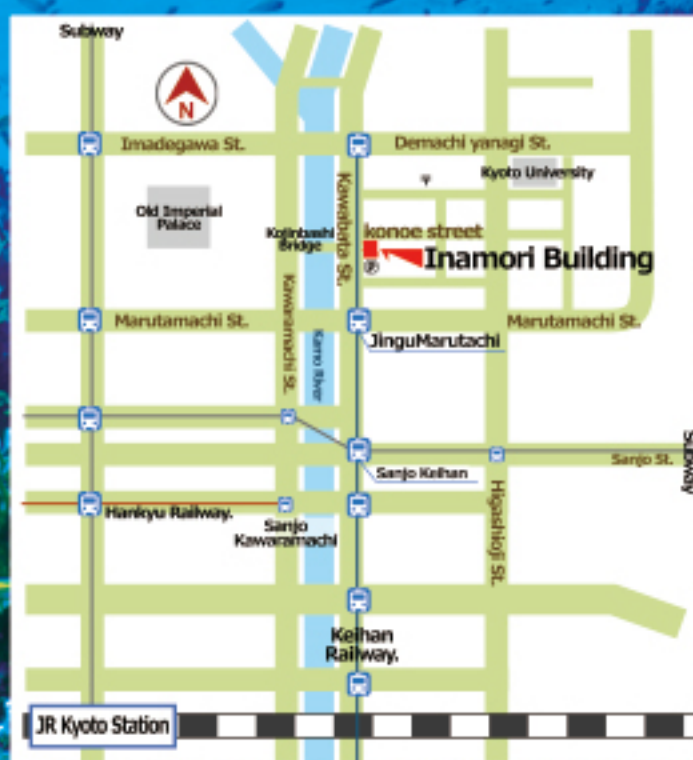 Subway
N
Imadegawa St.
Demachi yanagi St.
Kyoto University
Old Imperial
Palace
Kawabata St.
Kojinbashi
Bridge
konoe street
Inamori Building
P
Kawaramachi St.
Kamo River
Marutamachi St.
Marutamachi St.
JinguMarutachi
Sanjo St.
Subway
Sanjo Keihan
Higashioji St.
Hankyu Railway.
Sanjo
Kawaramachi
Keihan
Railway.
JR Kyoto Station